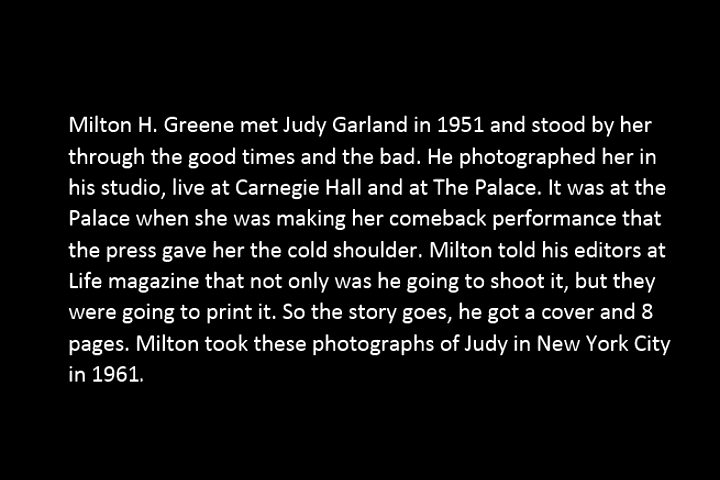 Milton H. Greene met Judy Garland in 1951 and stood by her
through the good times and the bad. He photographed her in
his studio, live at Carnegie Hall and at The Palace. It was at the
Palace when she was making her comeback performance that
the press gave her the cold shoulder. Milton told his editors at
Life magazine that not only was he going to shoot it, but they
were going to print it. So the story goes, he got a cover and 8
pages. Milton took these photographs of Judy in New York City
in 1961.